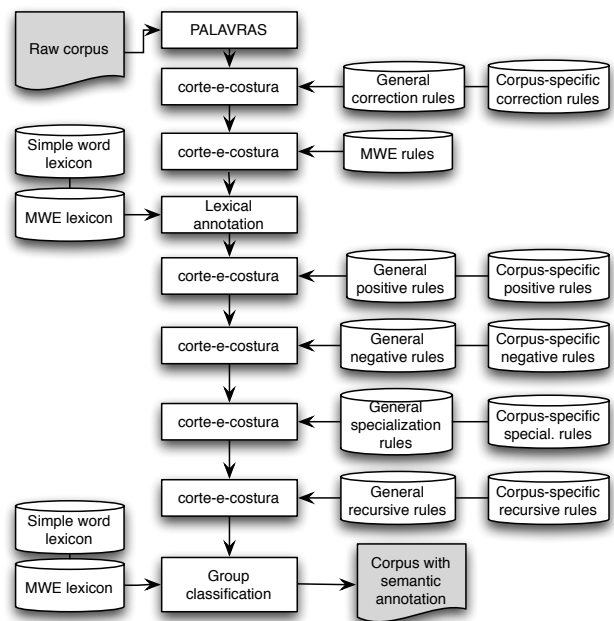 Raw corpus
PALAVRAS
corte-e-costura
General
correction rules
Corpus-specific
correction rules
Simple word
lexicon
MWE lexicon
corte-e-costura
MWE rules
Lexical
annotation
corte-e-costura
General
positive rules
Corpus-specific
positive rules
corte-e-costura
General
negative rules
Corpus-specific
negative rules
corte-e-costura
General
specialization
rules
Corpus-specific
special. rules
corte-e-costura
General
recursive rules
Corpus-specific
recursive rules
Simple word
lexicon
MWE lexicon
Group
classification
Corpus with
semantic
annotation